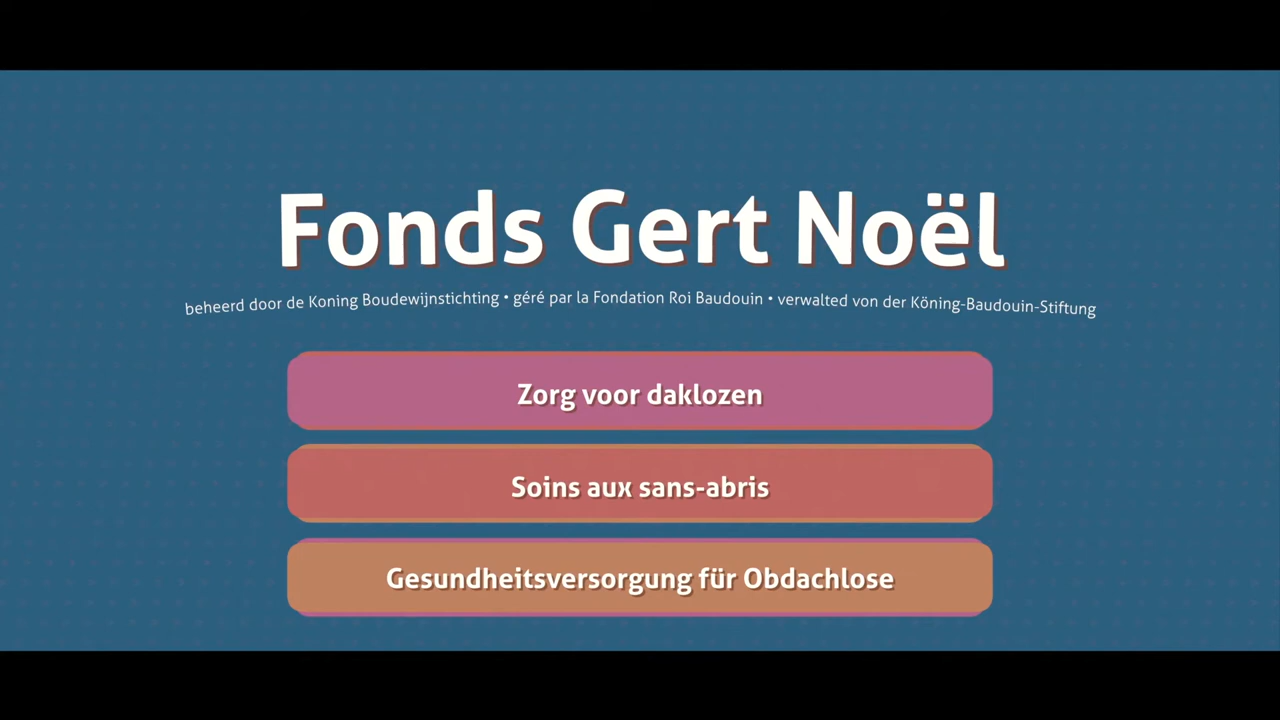 Fonds Gert Noël
beheerd door de Koning Boudewijnstichting • géré par la Fondation Roi Baudouin • verwalted von der Köning-Baudouin-Stiftung
Zorg voor daklozen
Soins aux sans-abris
Gesundheitsversorgung für Obdachlose